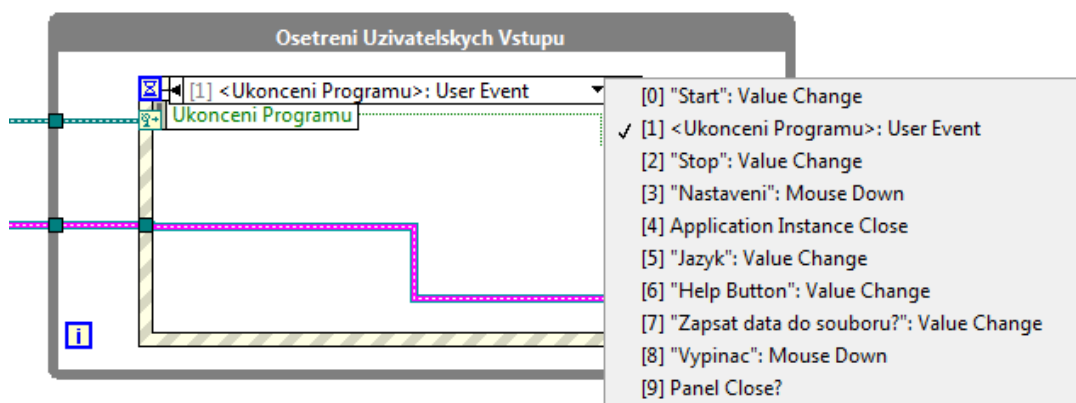 Osetreni Uzivatelskych Vstupu
[1] <Ukonceni Programu>: User Event
Ukonceni Programu
i
[0] "Start": Value Change
✓ [1] <Ukonceni Programu>: User Event
[2] "Stop": Value Change
[3] "Nastaveni": Mouse Down
[4] Application Instance Close
[5] "Jazyk": Value Change
[6] "Help Button": Value Change
[7] "Zapsat data do souboru?": Value Change
[8] "Vypinac": Mouse Down
[9] Panel Close?